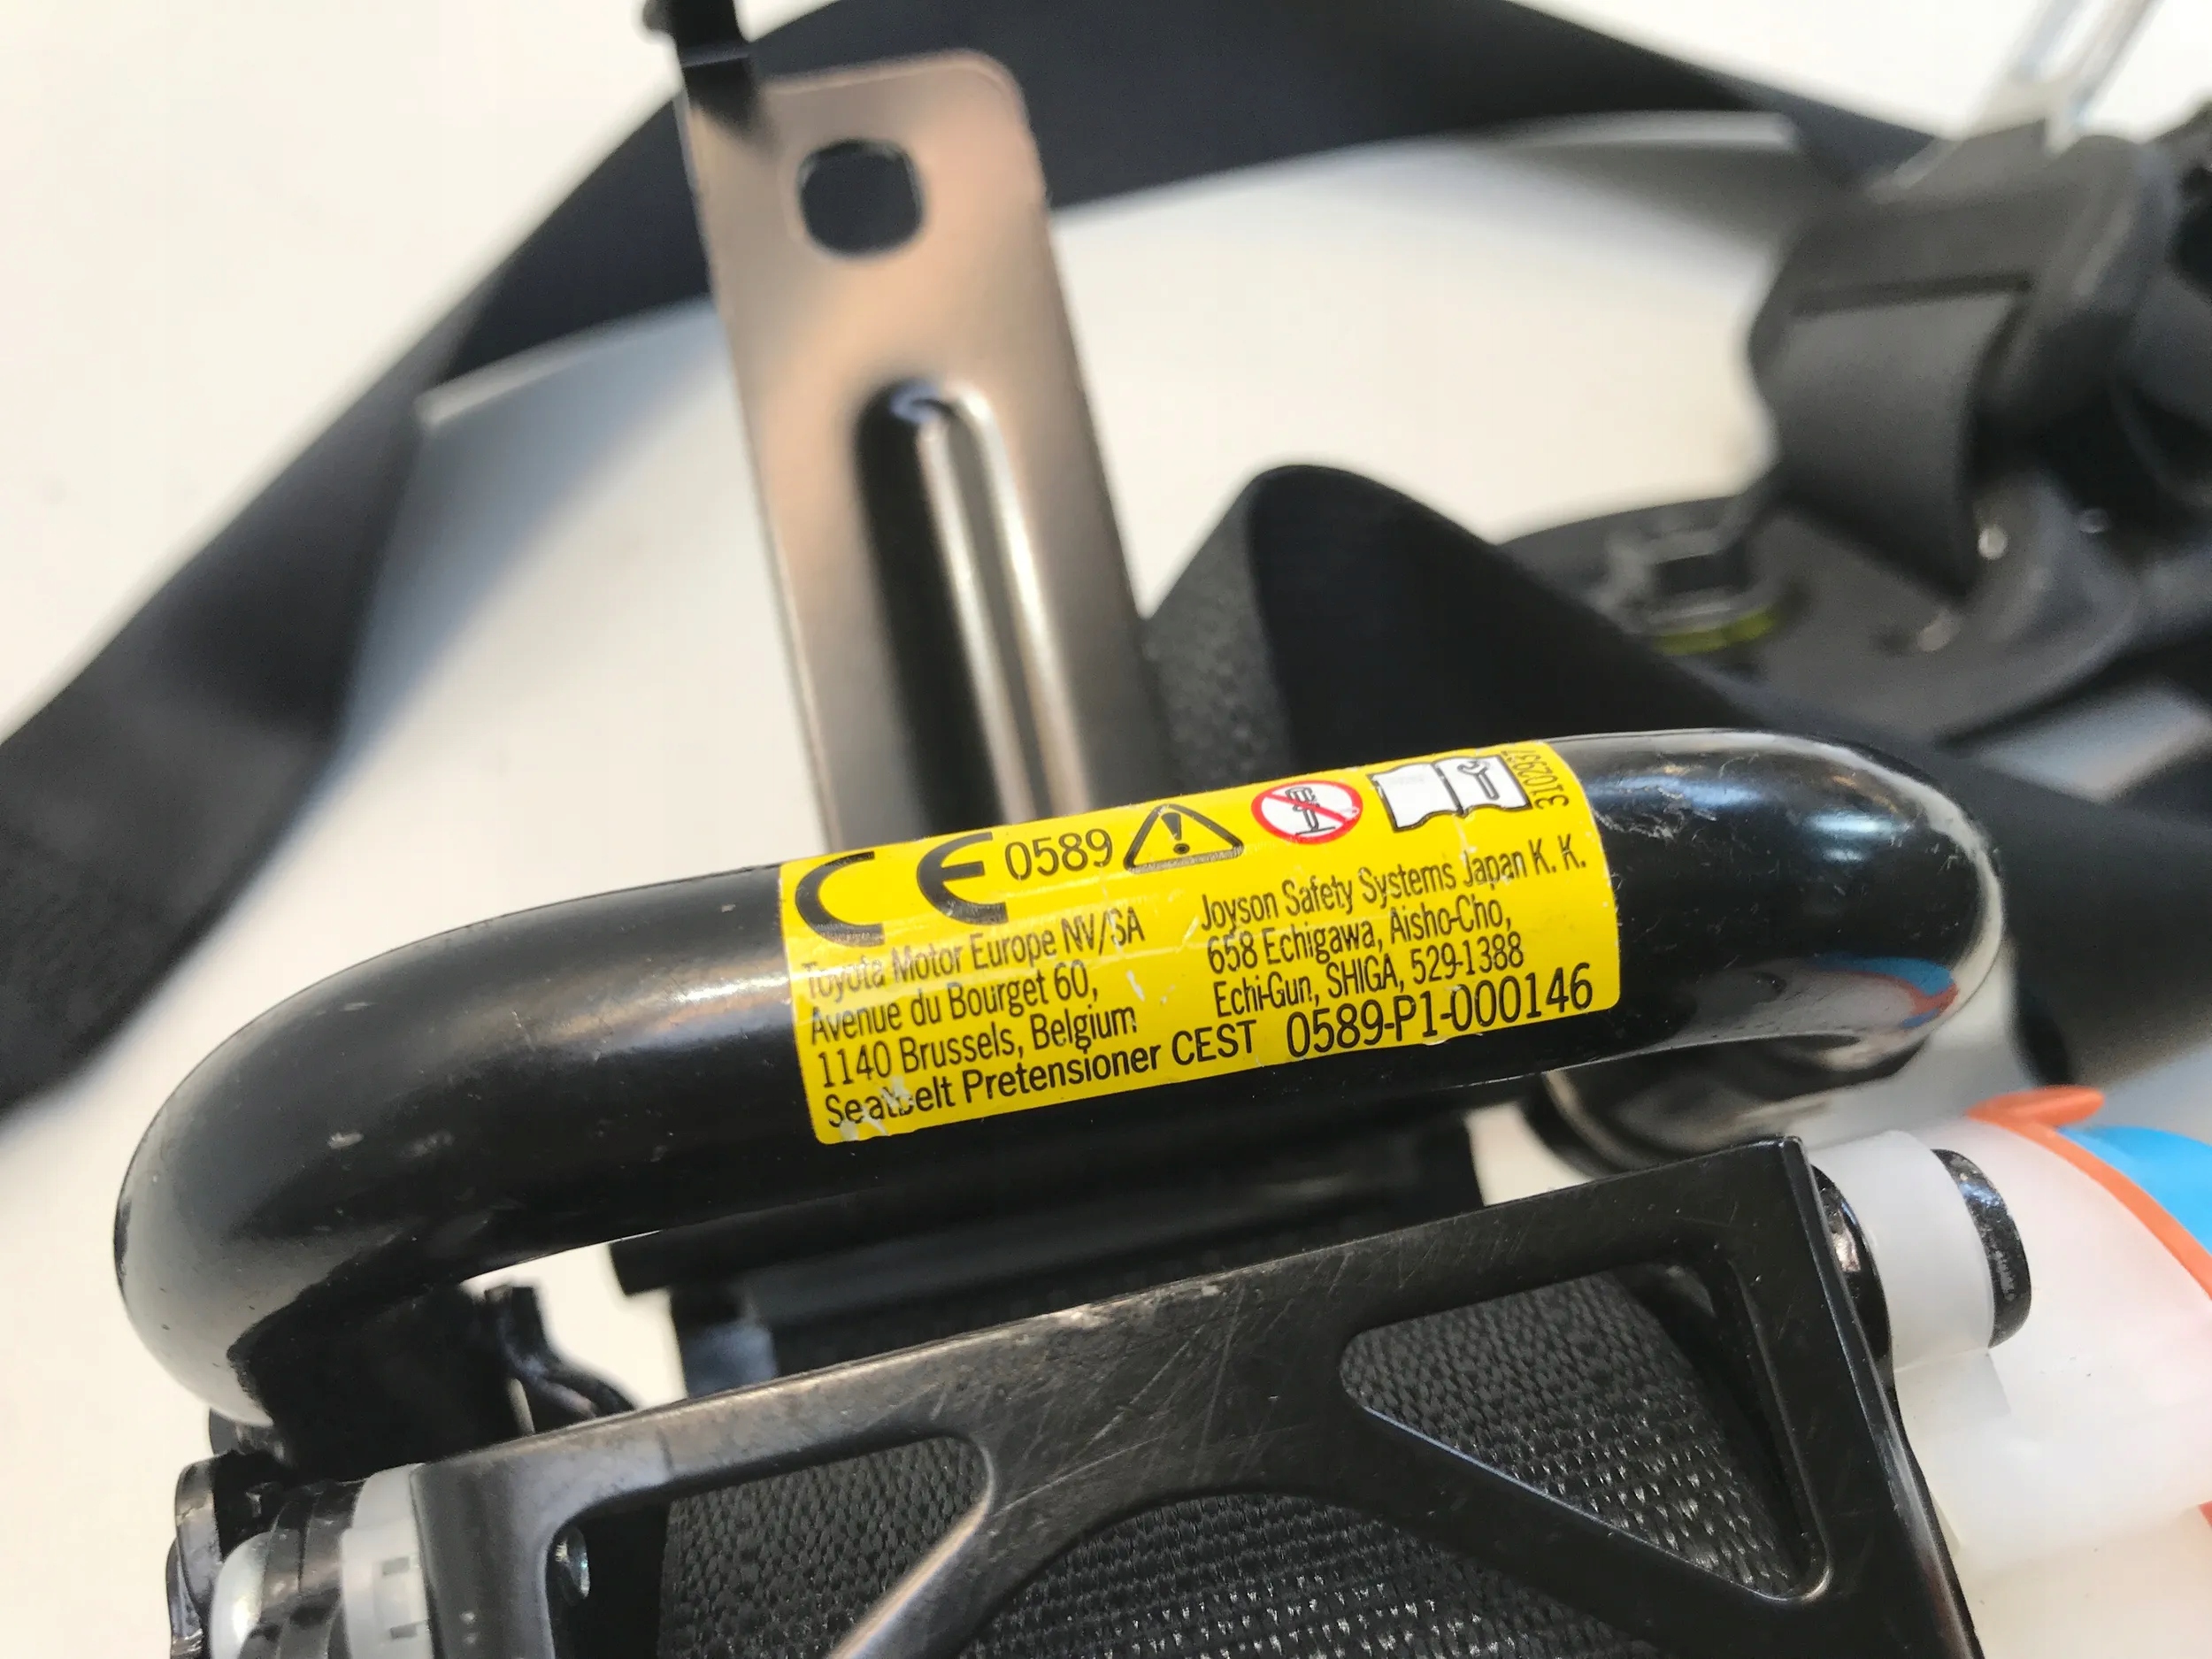 CE 0589
Toyota Motor Europe NV/SA
Avenue du Bourget 60,
1140 Brussels, Belgium
Joyson Safety Systems Japan K. K.
658 Echigawa, Aisho-Cho,
Echi-Gun, SHIGA, 529-1388
Seatbelt Pretensioner CEST 0589-P1-000146